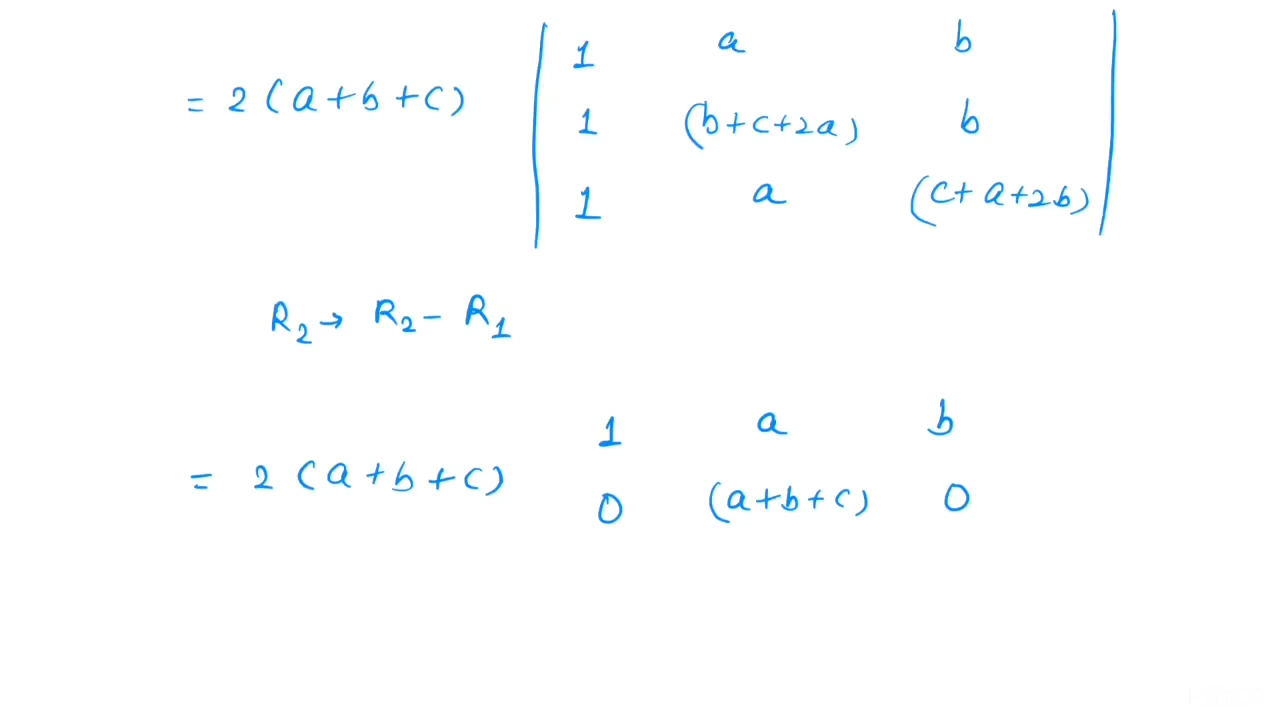 1 a b
= 2 (a+b+c) 1 (b+c+2a) b
1 a (c+a+2b)
R₂→ R₂- R₁
1 a b
= 2 (a+b+c) 0 (a+b+c) 0